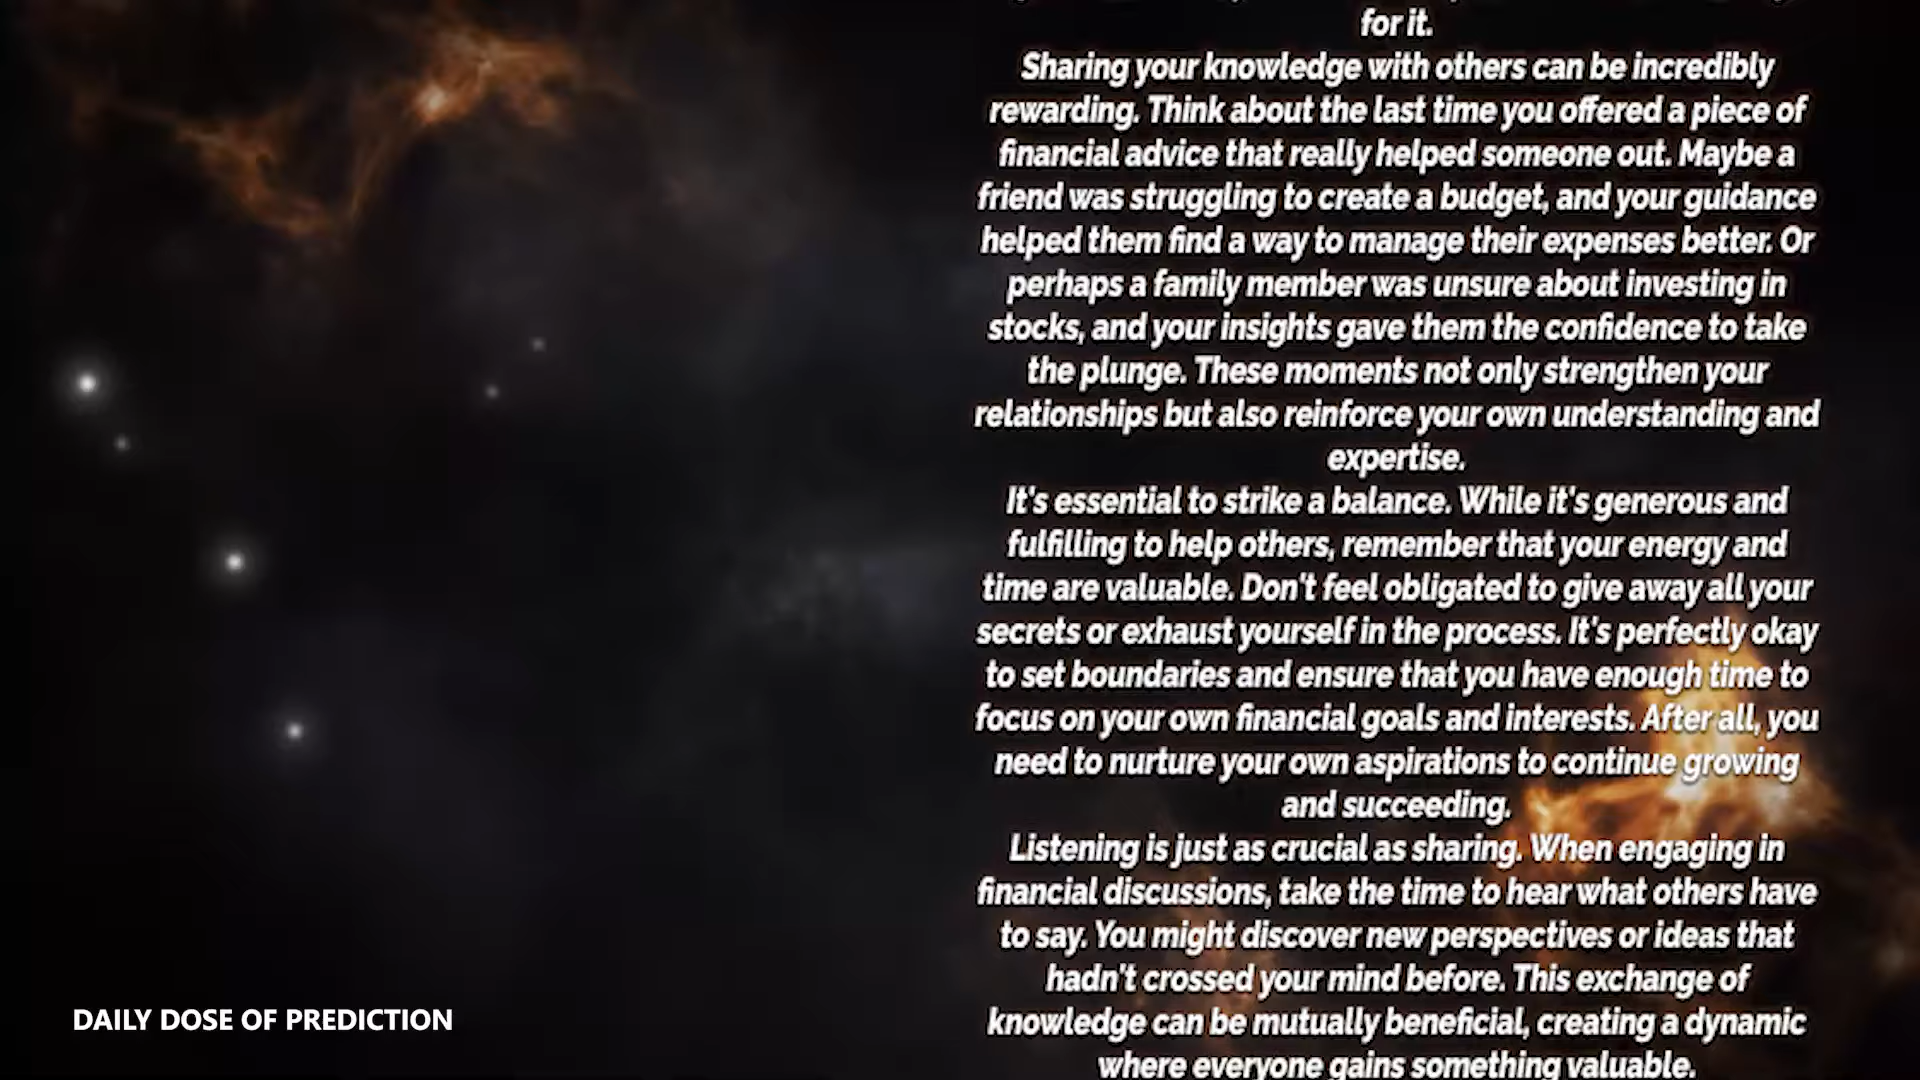 for it.
Sharing your knowledge with others can be incredibly
rewarding. Think about the last time you offered a piece of
financial advice that really helped someone out. Maybe a
friend was struggling to create a budget, and your guidance
helped them find a way to manage their expenses better. Or
perhaps a family member was unsure about investing in
stocks, and your insights gave them the confidence to take
the plunge. These moments not only strengthen your
relationships but also reinforce your own understanding and
expertise.
It's essential to strike a balance. While it's generous and
fulfilling to help others, remember that your energy and
time are valuable. Don't feel obligated to give away all your
secrets or exhaust yourself in the process. It's perfectly okay
to set boundaries and ensure that you have enough time to
focus on your own financial goals and interests. After all, you
need to nurture your own aspirations to continue growing
and succeeding.
Listening is just as crucial as sharing. When engaging in
financial discussions, take the time to hear what others have
to say. You might discover new perspectives or ideas that
hadn't crossed your mind before. This exchange of
knowledge can be mutually beneficial, creating a dynamic
where everyone gains something valuable.
DAILY DOSE OF PREDICTION